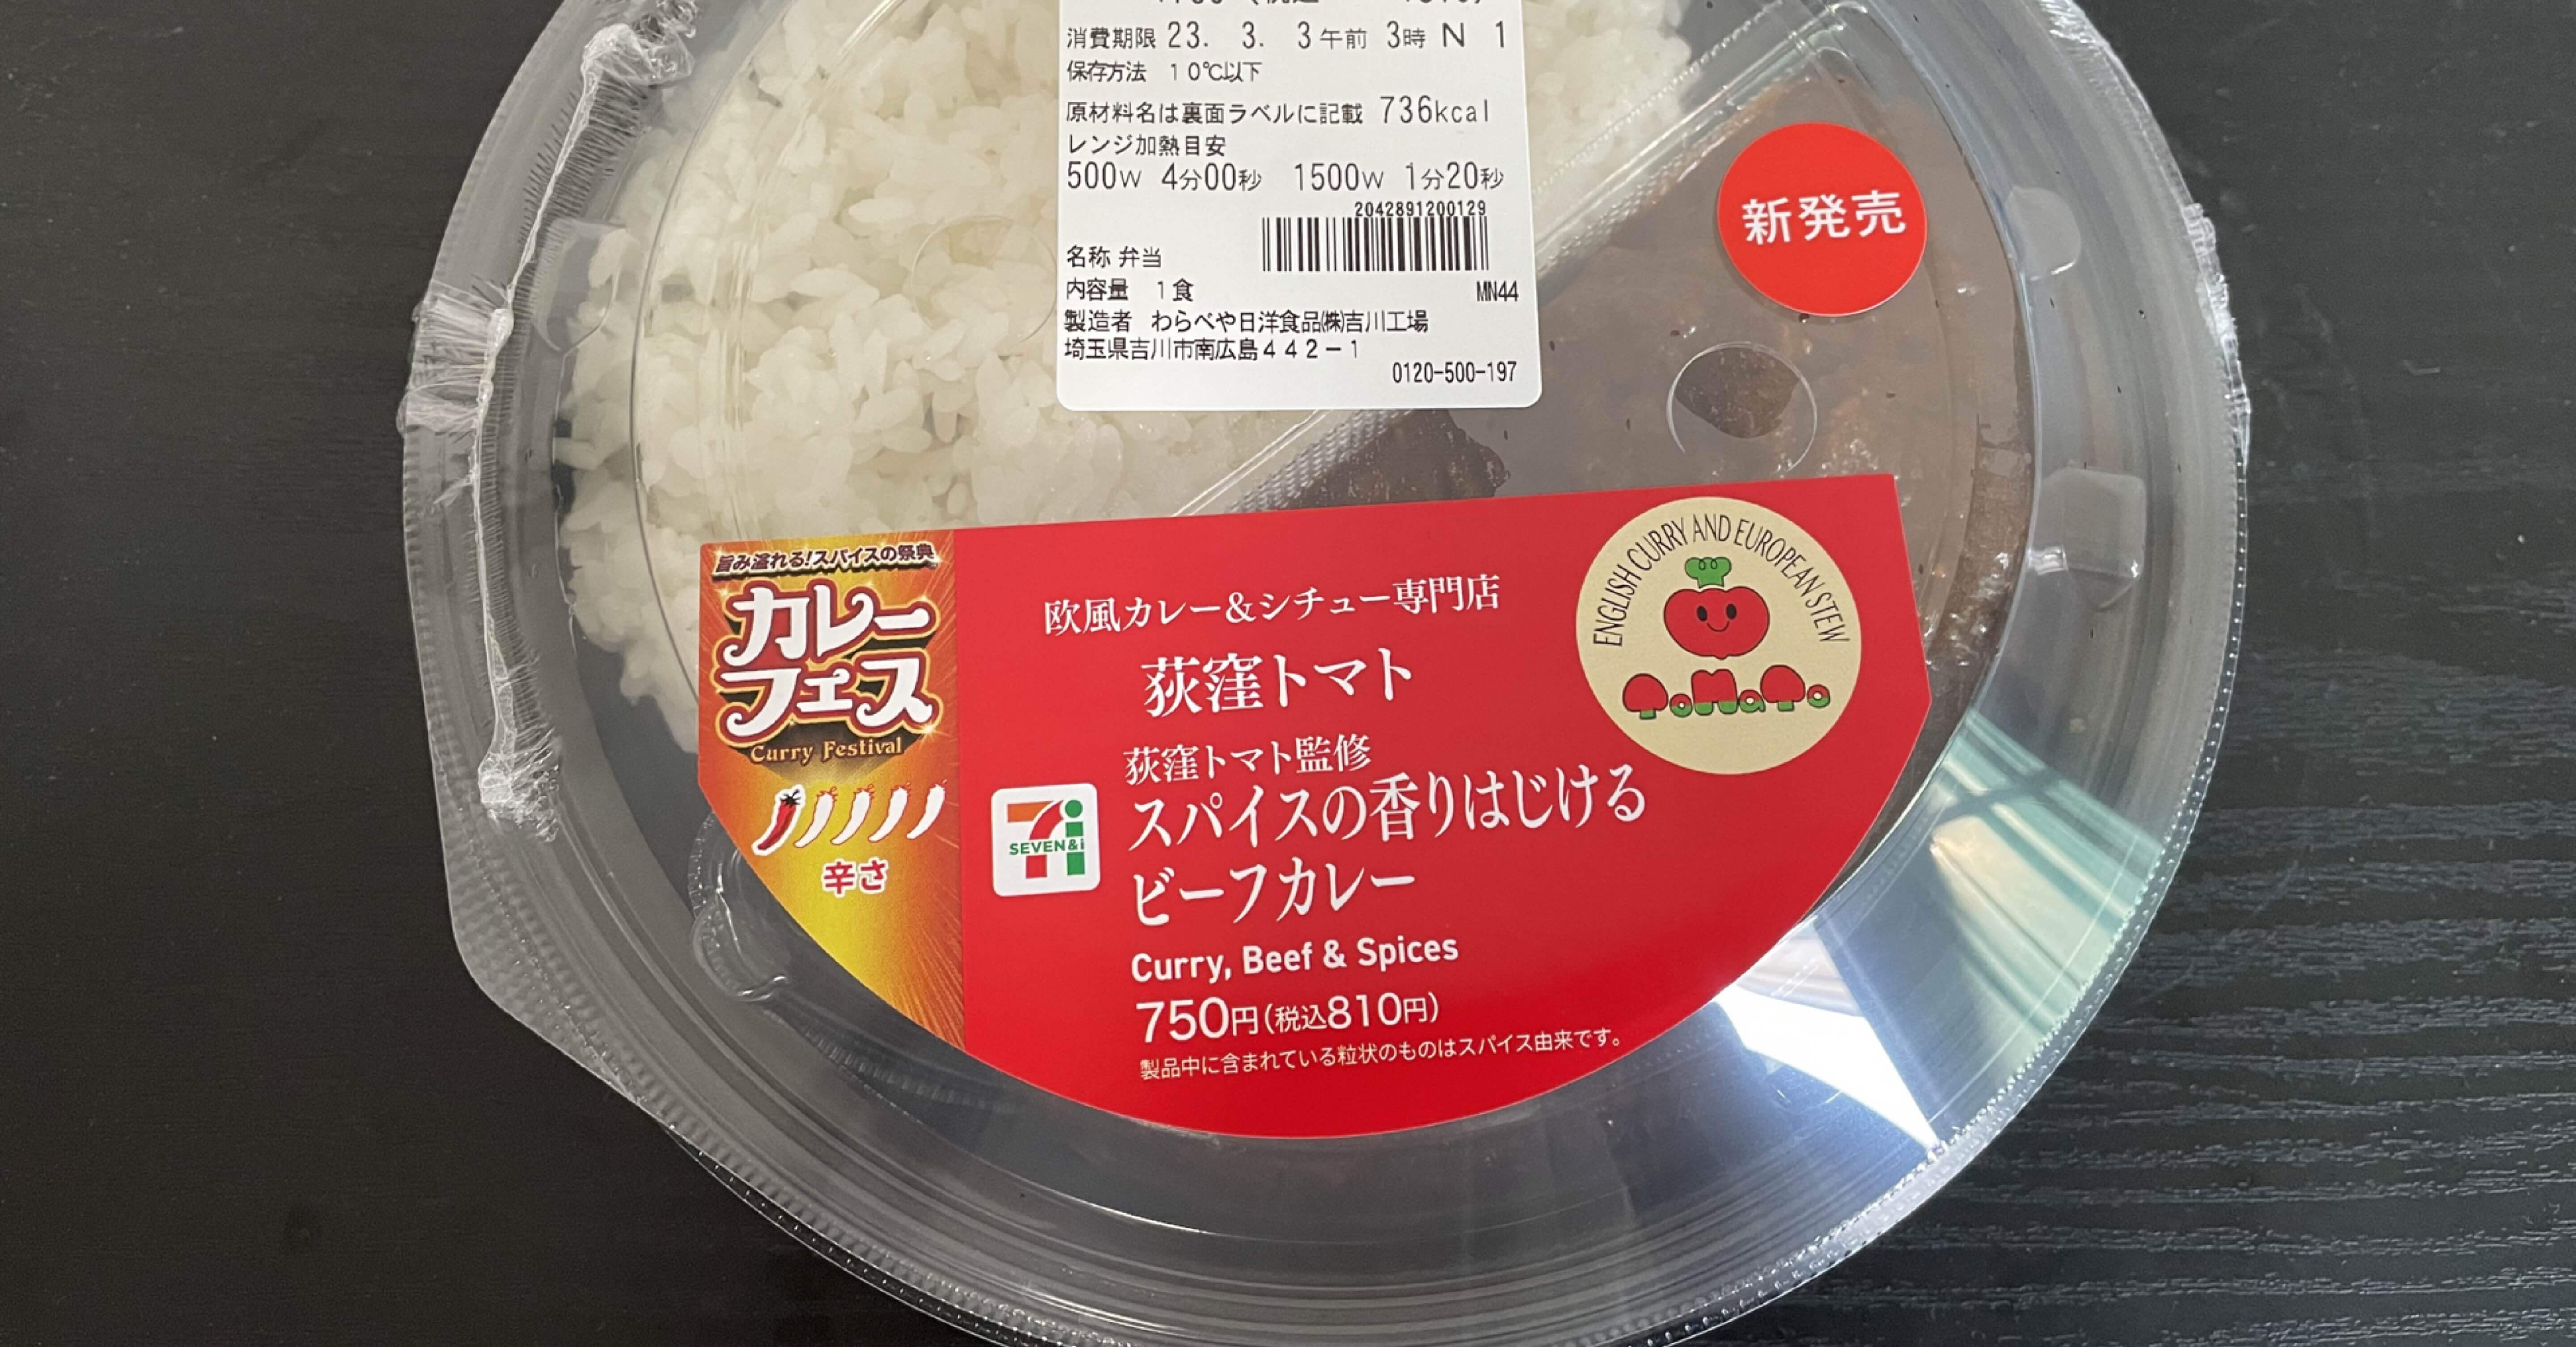 消費期限 23. 3. 3午前 3時 N 1
保存方法 10℃以下
原材料名は裏面ラベルに記載 736kcal
レンジ加熱目安
500W 4分00秒 1500W 1分20秒
2042891200129
名称 弁当
内容量 1食 MN44
製造者 わらべや日洋食品㈱吉川工場
埼玉県吉川市南広島442-1
0120-500-197
新発売
旨み溢れる!スパイスの祭典
カレー
フェス
Curry Festival
辛さ
欧風カレー&シチュー専門店
荻窪トマト
ENGLISH CURRY AND EUROPEAN STEW
ToMaTo
荻窪トマト監修
スパイスの香りはじける
ビーフカレー
SEVEN&i
Curry, Beef & Spices
750円(税込810円)
製品中に含まれている粒状のものはスパイス由来です。